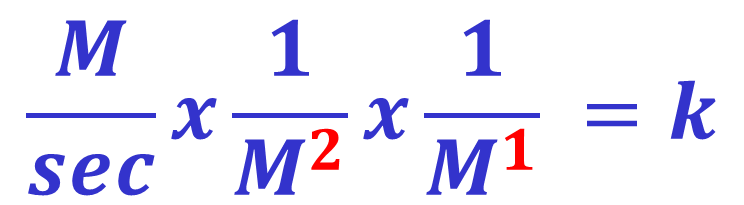 M/sec x 1/M² x 1/M¹ = k